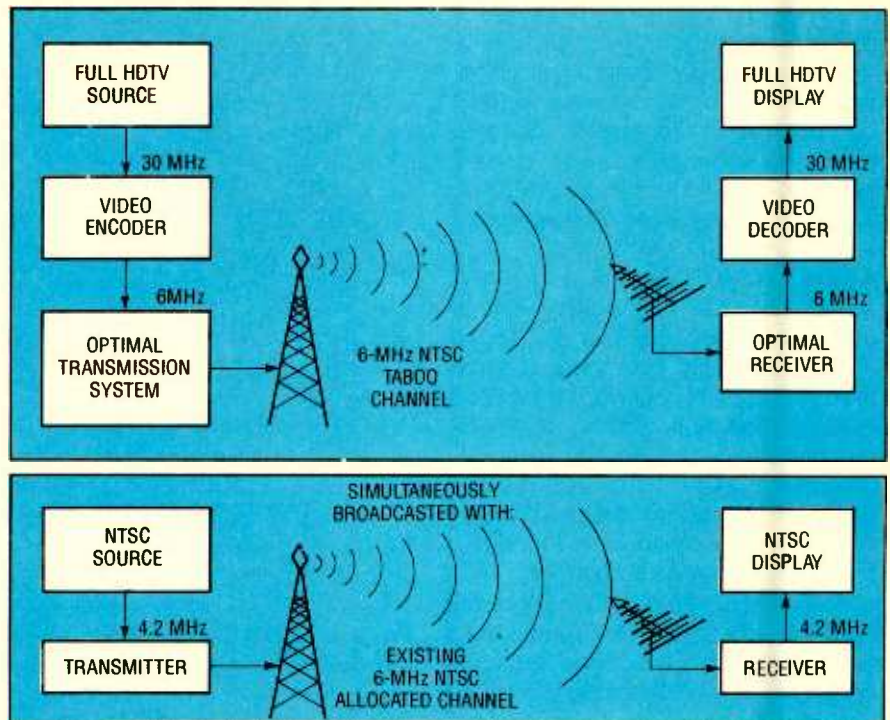 FULL HDTV
SOURCE
30 MHz
VIDEO
ENCODER
6MHz
OPTIMAL
TRANSMISSION
SYSTEM
6-MHz NTSC
TABOO
CHANNEL
FULL HDTV
DISPLAY
30 MHz
VIDEO
DECODER
6 MHz
OPTIMAL
RECEIVER
SIMULTANEOUSLY
BROADCASTED WITH:
NTSC
SOURCE
4.2 MHz
TRANSMITTER
EXISTING
6-MHz NTSC
ALLOCATED CHANNEL
NTSC
DISPLAY
4.2 MHz
RECEIVER